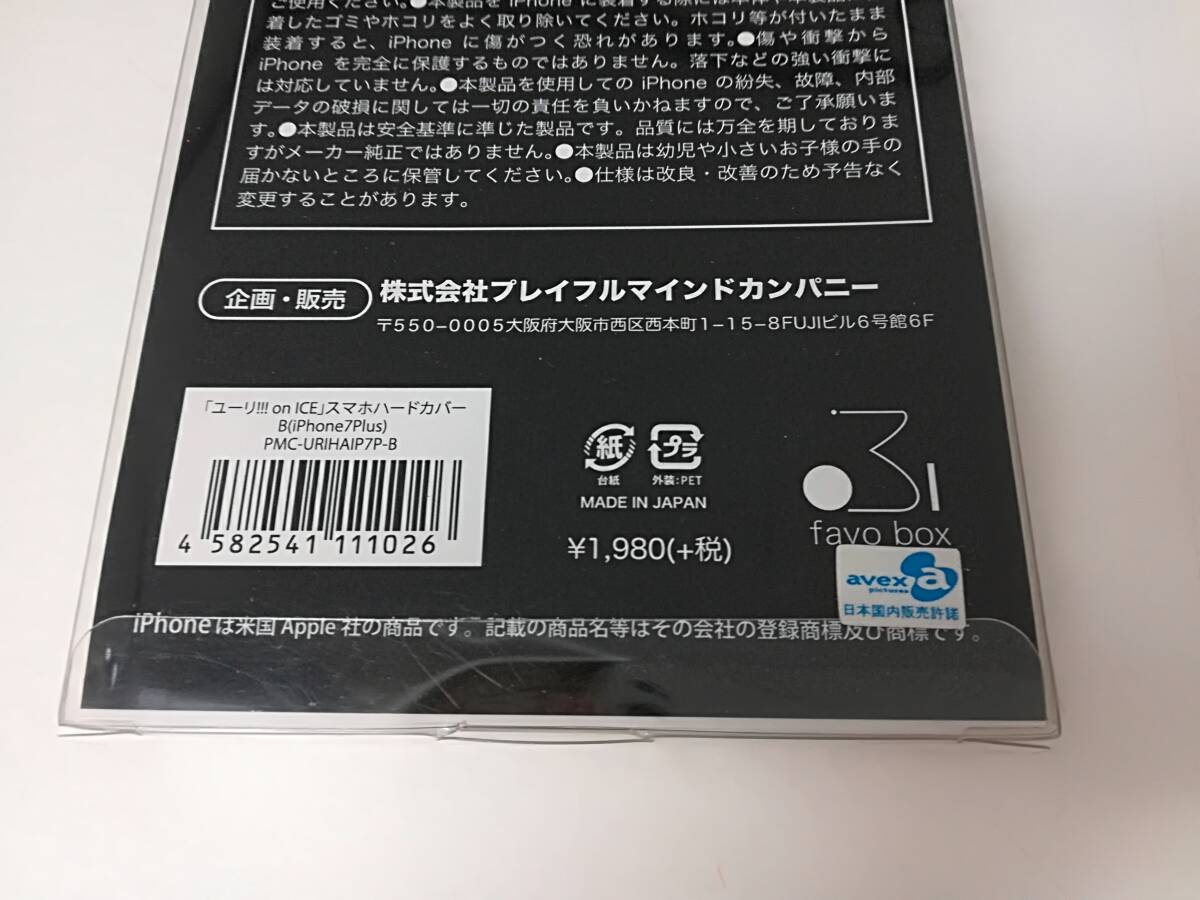 ご使用ください。●本製品を iPhone に装着する際には
着したゴミやホコリをよく取り除いてください。ホコリ等が付いたまま
装着すると、iPhone に傷がつく恐れがあります。●傷や衝撃から
iPhone を完全に保護するものではありません。落下などの強い衝撃に
は対応していません。●本製品を使用しての iPhone の紛失、故障、内部
データの破損に関しては一切の責任を負いかねますので、ご了承願いま
す。●本製品は安全基準に準じた製品です。品質には万全を期しておりま
すがメーカー純正ではありません。●本製品は幼児や小さいお子様の手の
届かないところに保管してください。●仕様は改良・改善のため予告なく
変更することがあります。
企画・販売 株式会社プレイフルマインドカンパニー
〒550-0005大阪府大阪市西区西本町1-15-8FUJIビル6号館6F
「ユーリ!!! on ICE」スマホハードカバー
B(iPhone7Plus)
PMC-URIHAIP7P-B
4 582541 111026
紙 プラ
台紙 外装:PET
MADE IN JAPAN
¥1,980(+税)
favo box
avex
pictures
日本国内販売許諾
iPhone は米国 Apple 社の商品です。記載の商品名等はその会社の登録商標及び商標です。